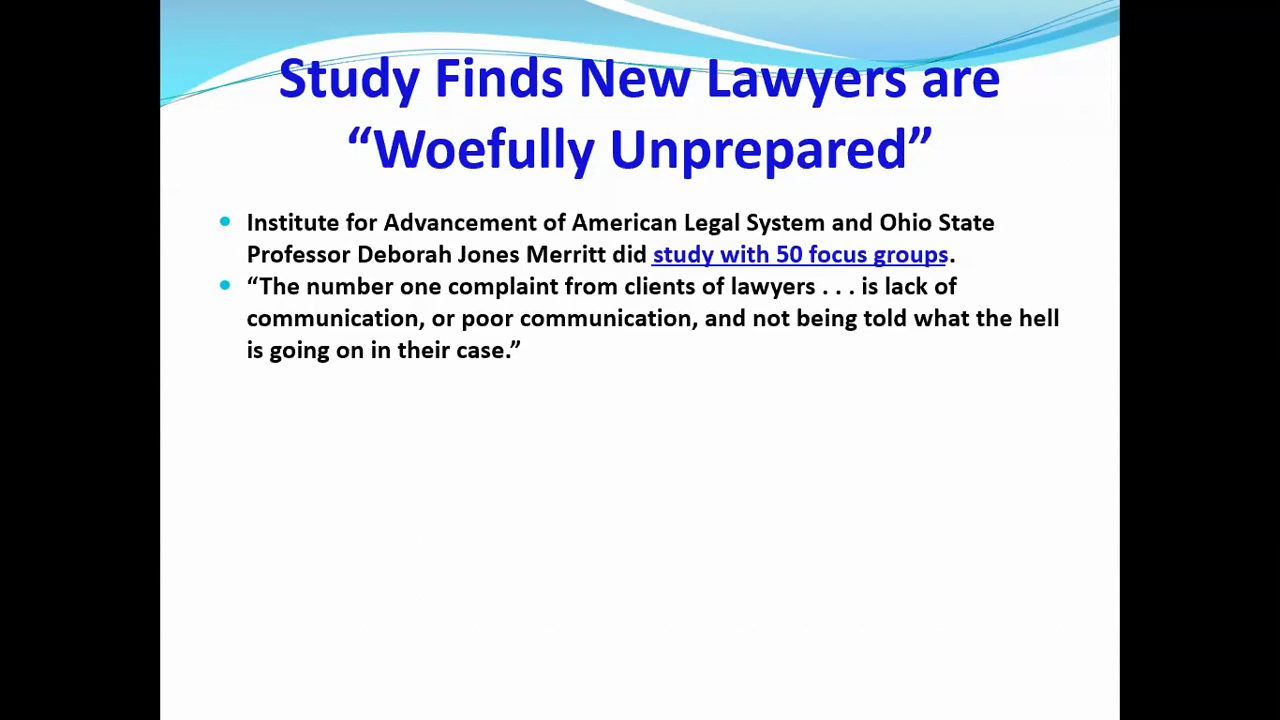 Study Finds New Lawyers are
“Woefully Unprepared”
Institute for Advancement of American Legal System and Ohio State
Professor Deborah Jones Merritt did study with 50 focus groups.
“The number one complaint from clients of lawyers . . . is lack of
communication, or poor communication, and not being told what the hell
is going on in their case.”